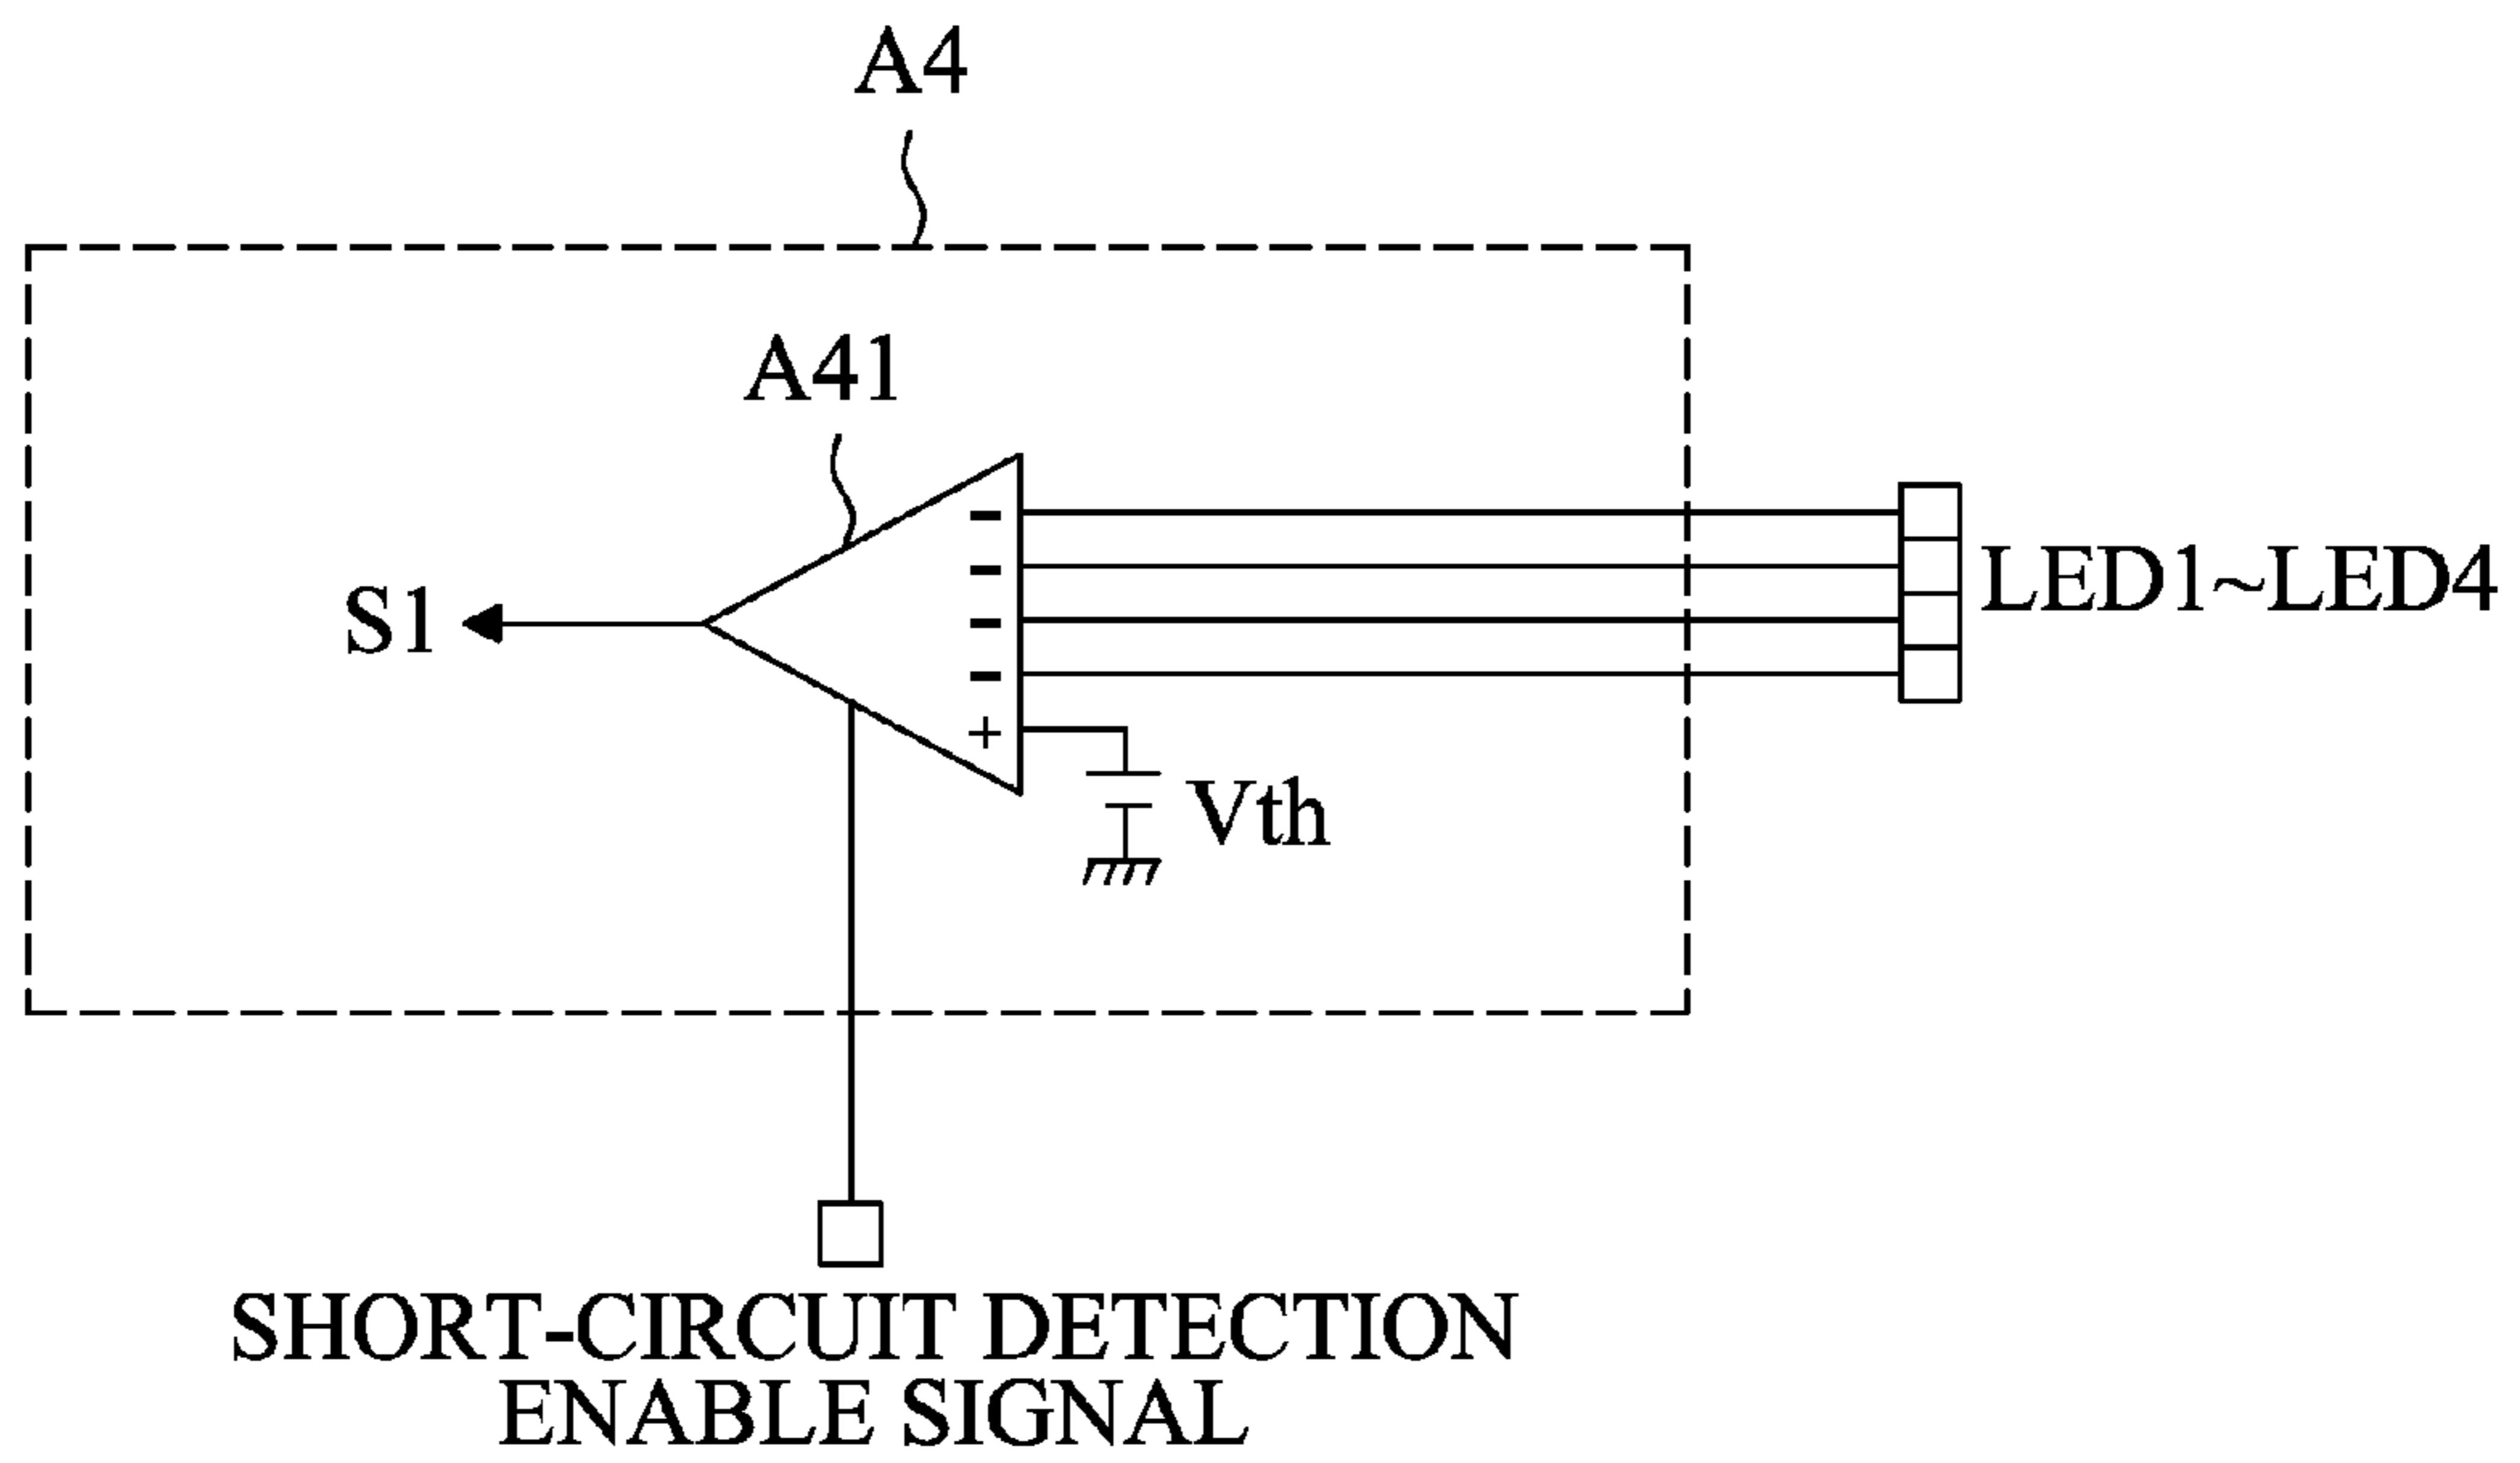 A4
A41
S1
-
-
-
-
+
LED1~LED4
Vth
SHORT-CIRCUIT DETECTION
ENABLE SIGNAL